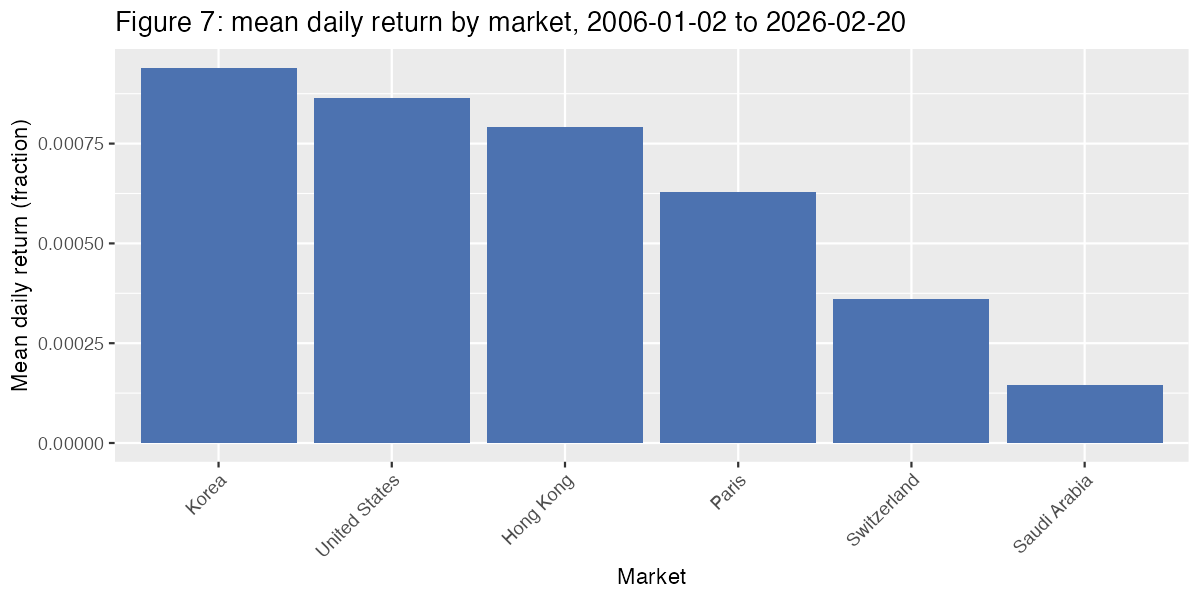 Figure 7: mean daily return by market, 2006-01-02 to 2026-02-20
Mean daily return (fraction)
0.00075
0.00050
0.00025
0.00000
Korea
United States
Hong Kong
Paris
Switzerland
Saudi Arabia
Market